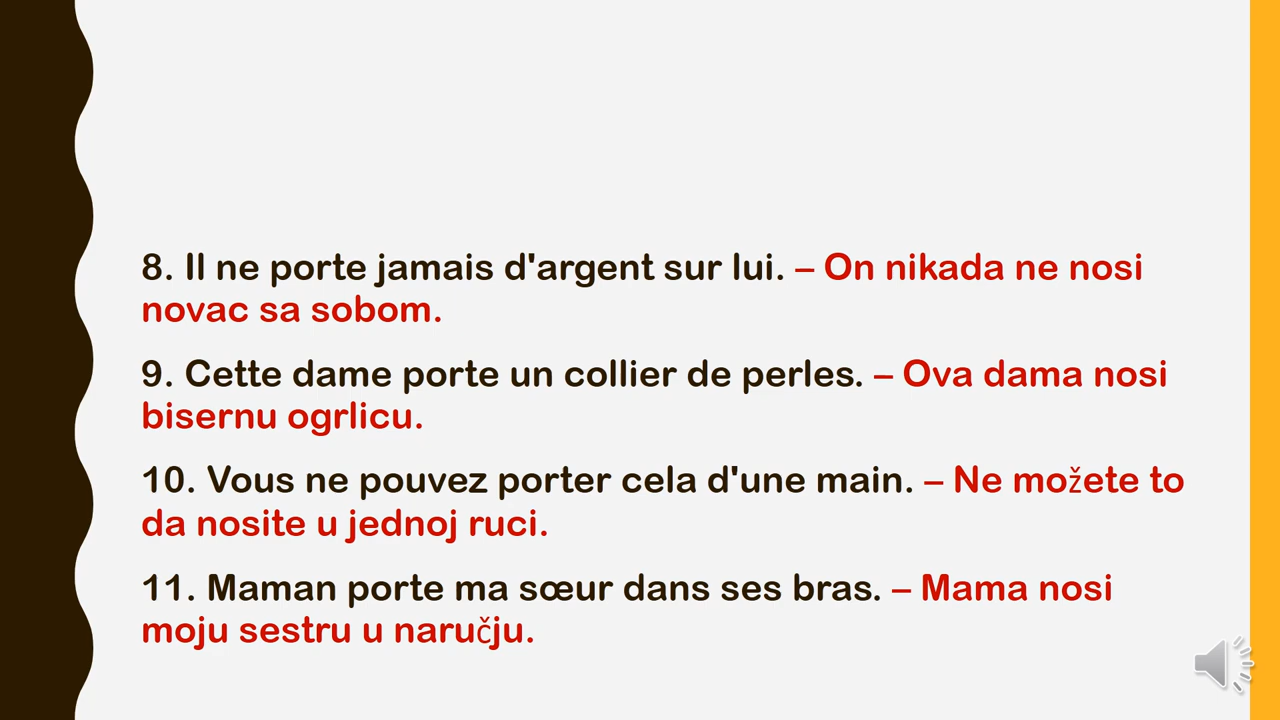 8. Il ne porte jamais d'argent sur lui. – On nikada ne nosi
novac sa sobom.
9. Cette dame porte un collier de perles. – Ova dama nosi
bisernu ogrlicu.
10. Vous ne pouvez porter cela d'une main. – Ne možete to
da nosite u jednoj ruci.
11. Maman porte ma sœur dans ses bras. – Mama nosi
moju sestru u naručju.